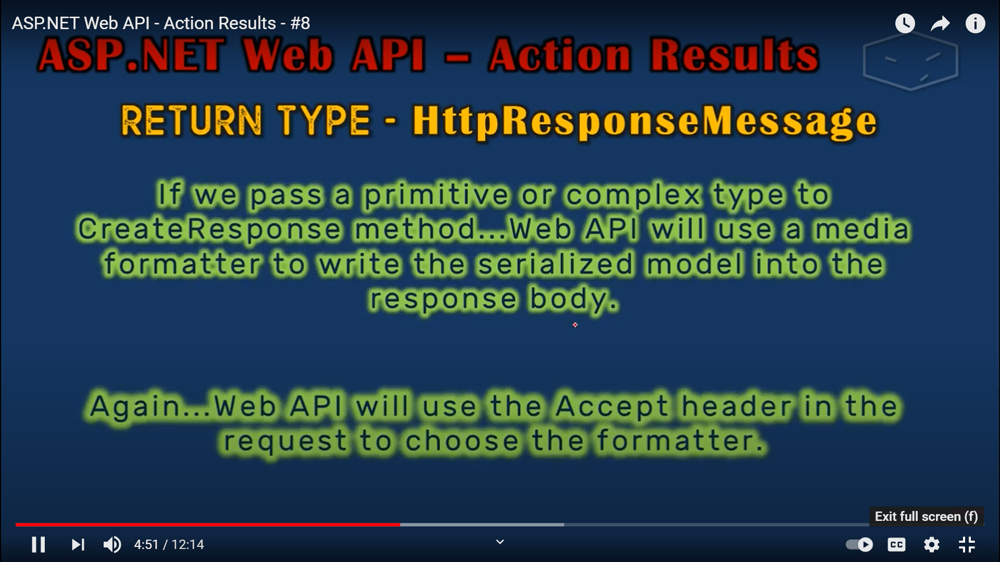 ASP.NET Web API - Action Results - #8
ASP.NET Web API – Action Results
RETURN TYPE - HttpResponseMessage
If we pass a primitive or complex type to
CreateResponse method...Web API will use a media
formatter to write the serialized model into the
response body.
Again...Web API will use the Accept header in the
request to choose the formatter.
Exit full screen (f)
4:51 / 12:14
CC